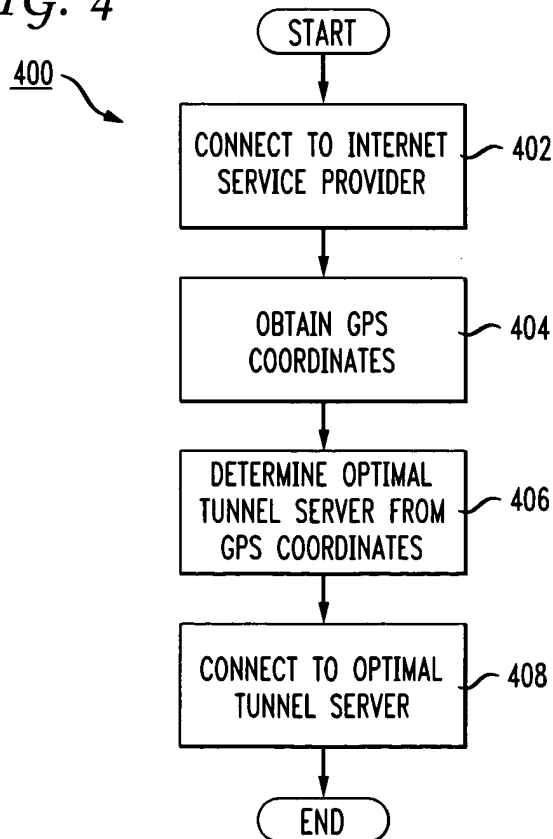 FIG. 4
400
START
CONNECT TO INTERNET
SERVICE PROVIDER
402
OBTAIN GPS
COORDINATES
404
DETERMINE OPTIMAL
TUNNEL SERVER FROM
GPS COORDINATES
406
CONNECT TO OPTIMAL
TUNNEL SERVER
408
END